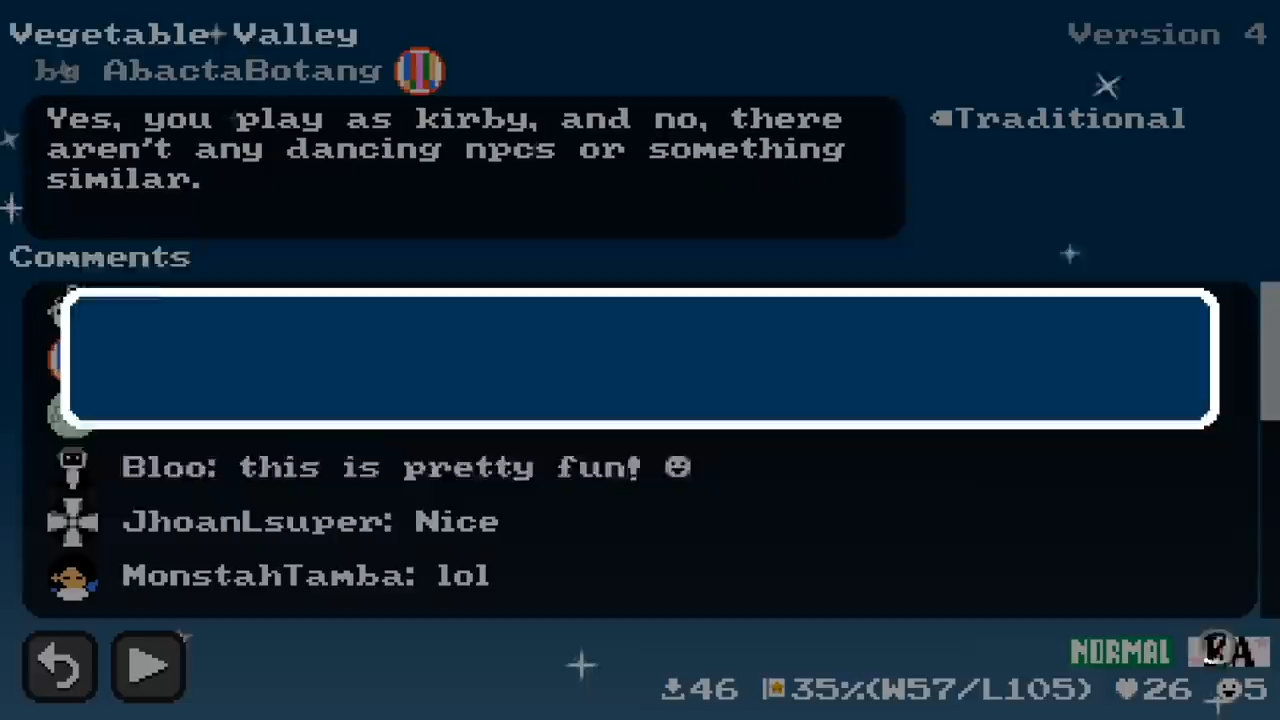 Vegetable Valley
Version 4
by AbactaBotang
Yes, you play as kirby, and no, there
aren't any dancing npcs or something
similar.
Traditional
Comments
Bloo: this is pretty fun!
JhoanLsuper: Nice
MonstahTamba: lol
NORMAL
46 35%(W57/L105) 26 5